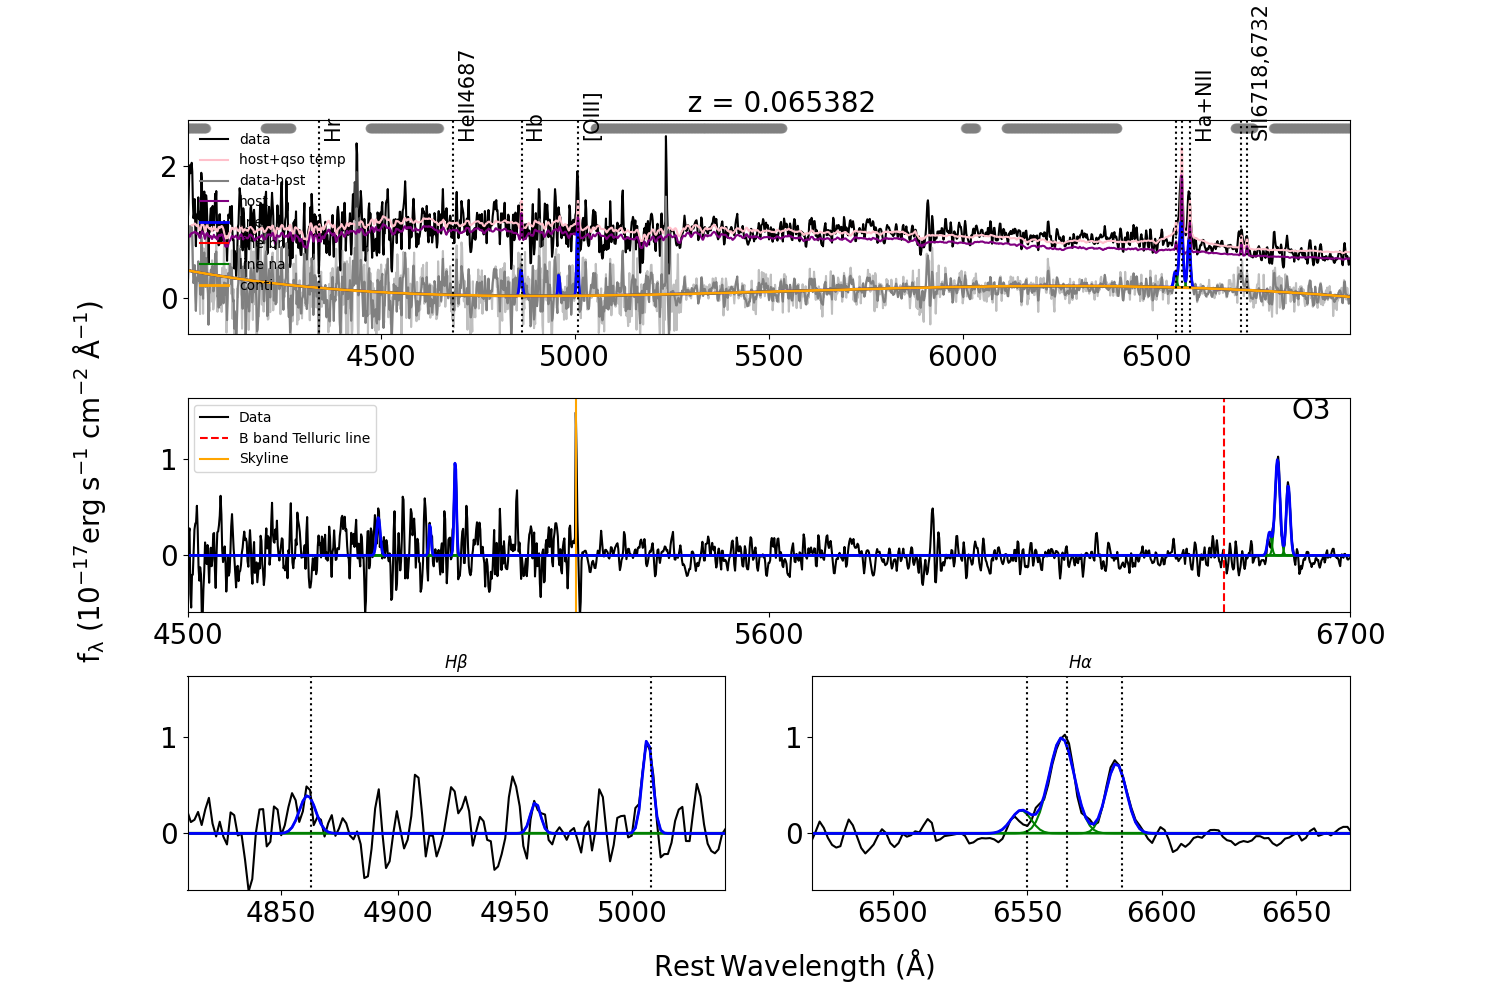 z = 0.065382
Hr
HeII4687
Hb
[OIII]
Ha+NII
SII6718,6732
data
host+qso temp
data-host
host
line na
conti
2
1
0
4500
5000
5500
6000
6500
fλ (10⁻¹⁷erg s⁻¹ cm⁻² Å⁻¹)
Data
B band Telluric line
Skyline
O3
1
0
4500
5600
6700
Hβ
1
0
4850
4900
4950
5000
Hα
1
0
6500
6550
6600
6650
Rest Wavelength (Å)